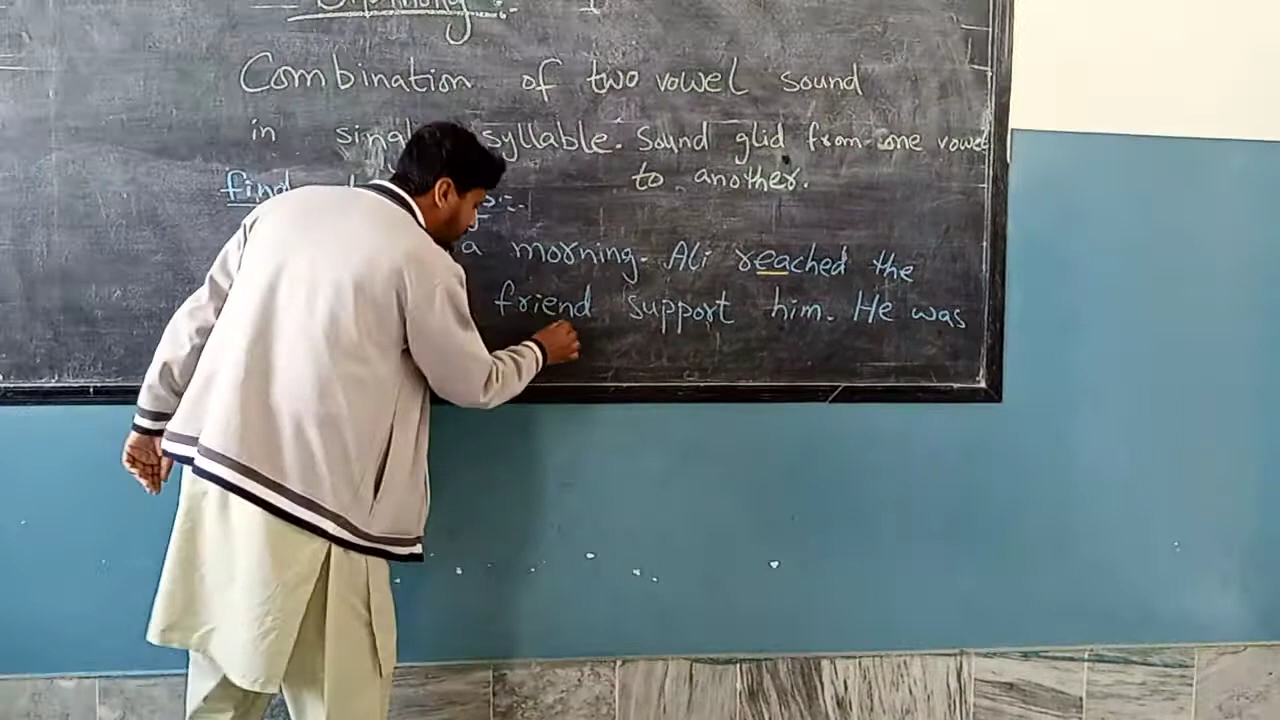 Combination of two vowel sound
in syllable. Sound glid from one vowel
to another.
find
a morning. Ali reached the
friend support him. He was